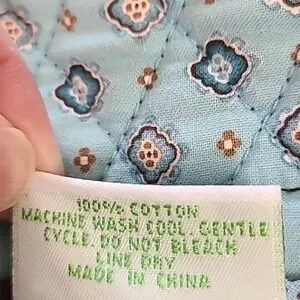 100% COTTON
MACHINE WASH COOL. GENTLE
CYCLE. DO NOT BLEACH
LINE DRY
MADE IN CHINA